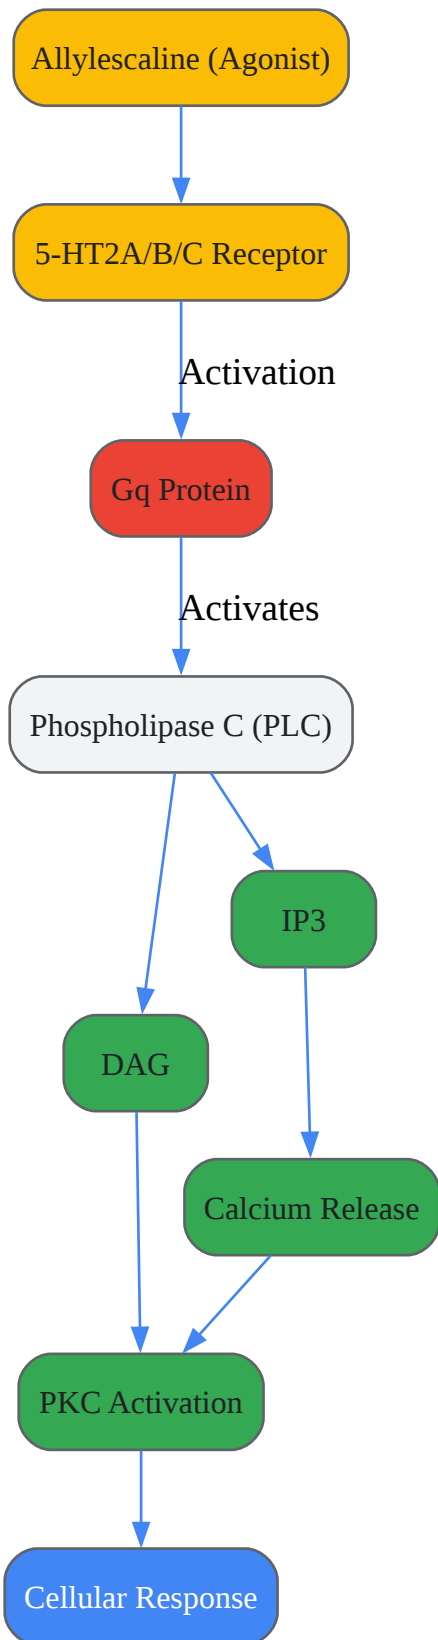 Allylescaline (Agonist)
5-HT2A/B/C Receptor
Activation
Gq Protein
Activates
Phospholipase C (PLC)
IP3
DAG
Calcium Release
PKC Activation
Cellular Response